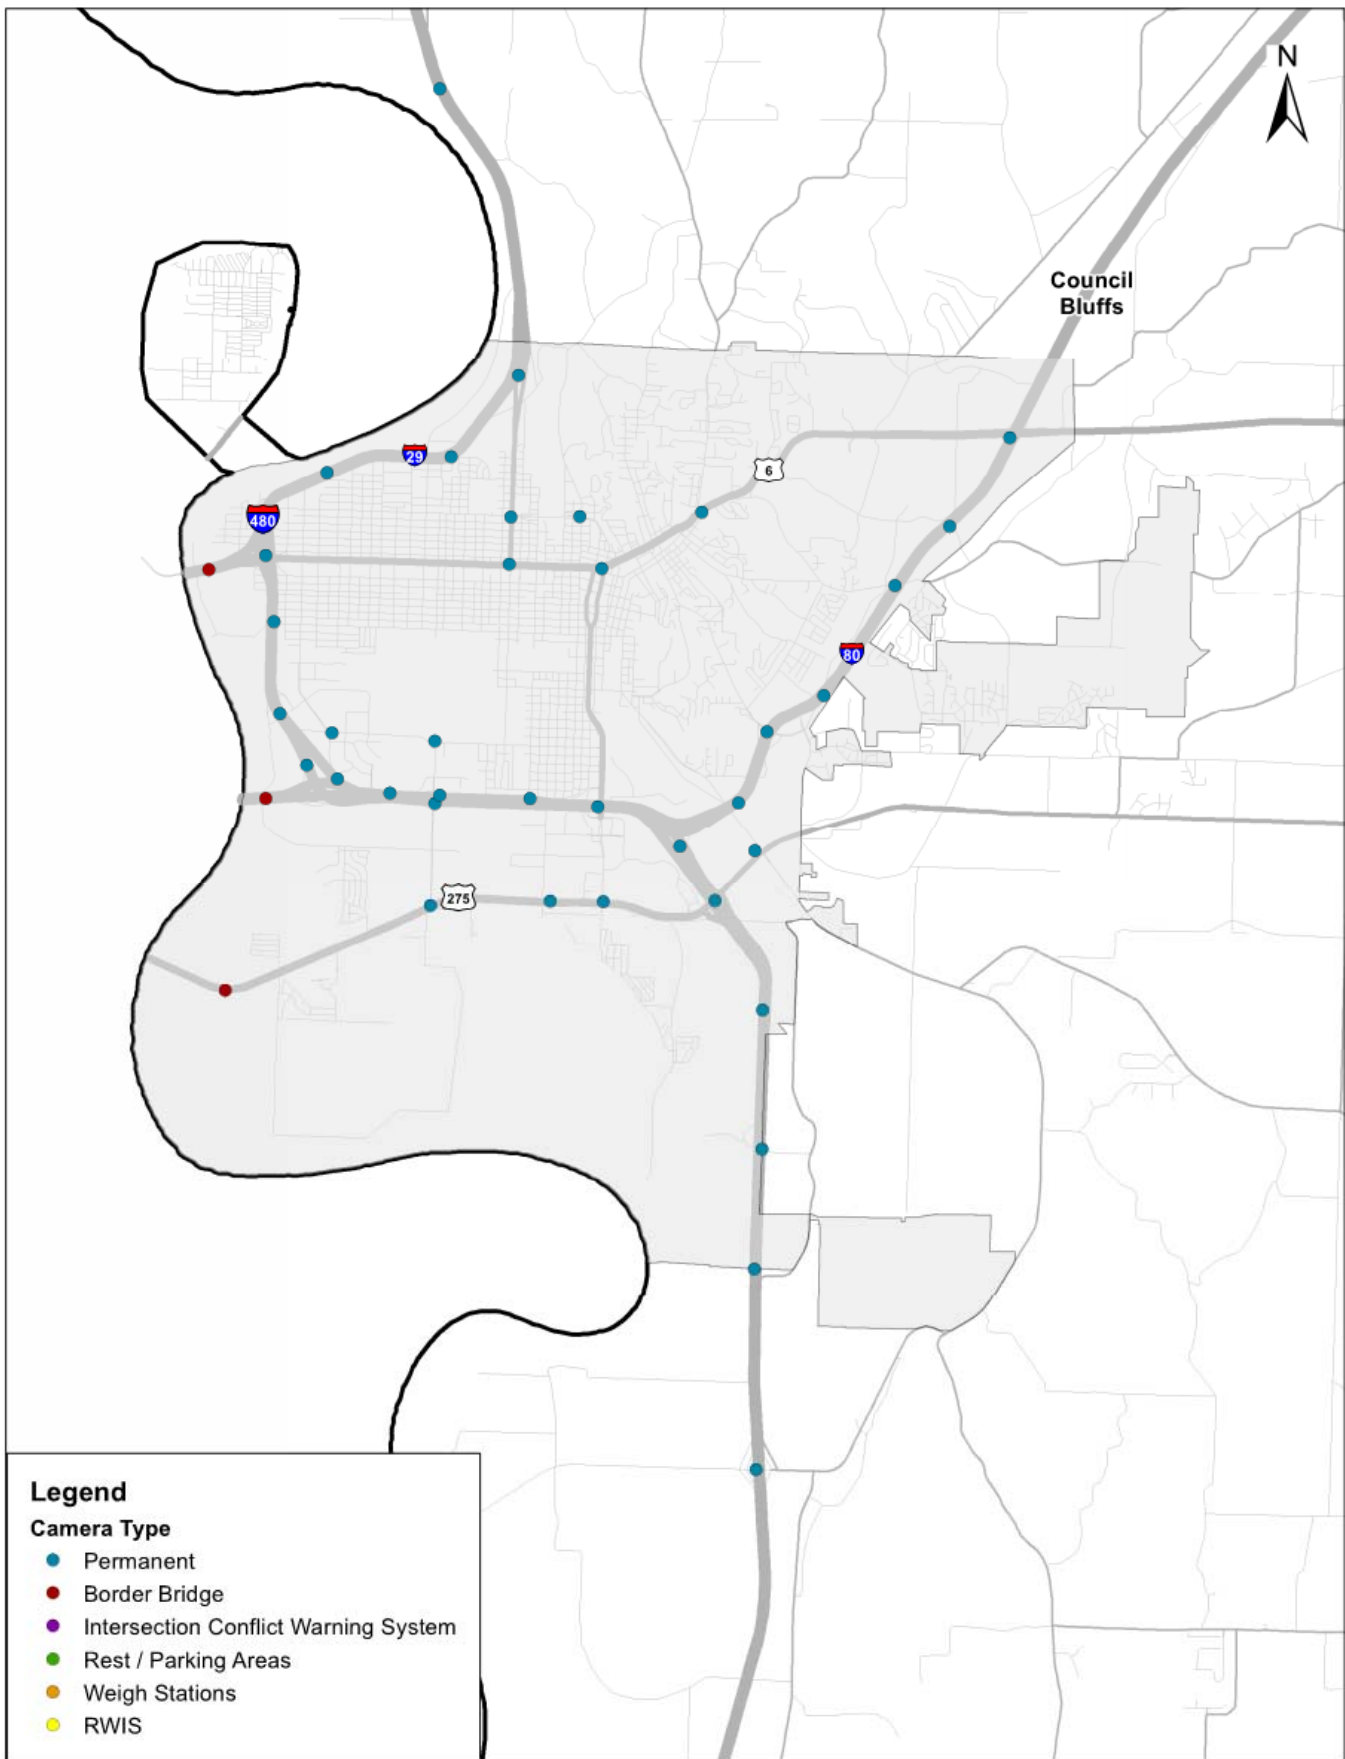 N
Council
Bluffs
29
6
480
80
275
Legend
Camera Type
Permanent
Border Bridge
Intersection Conflict Warning System
Rest / Parking Areas
Weigh Stations
RWIS